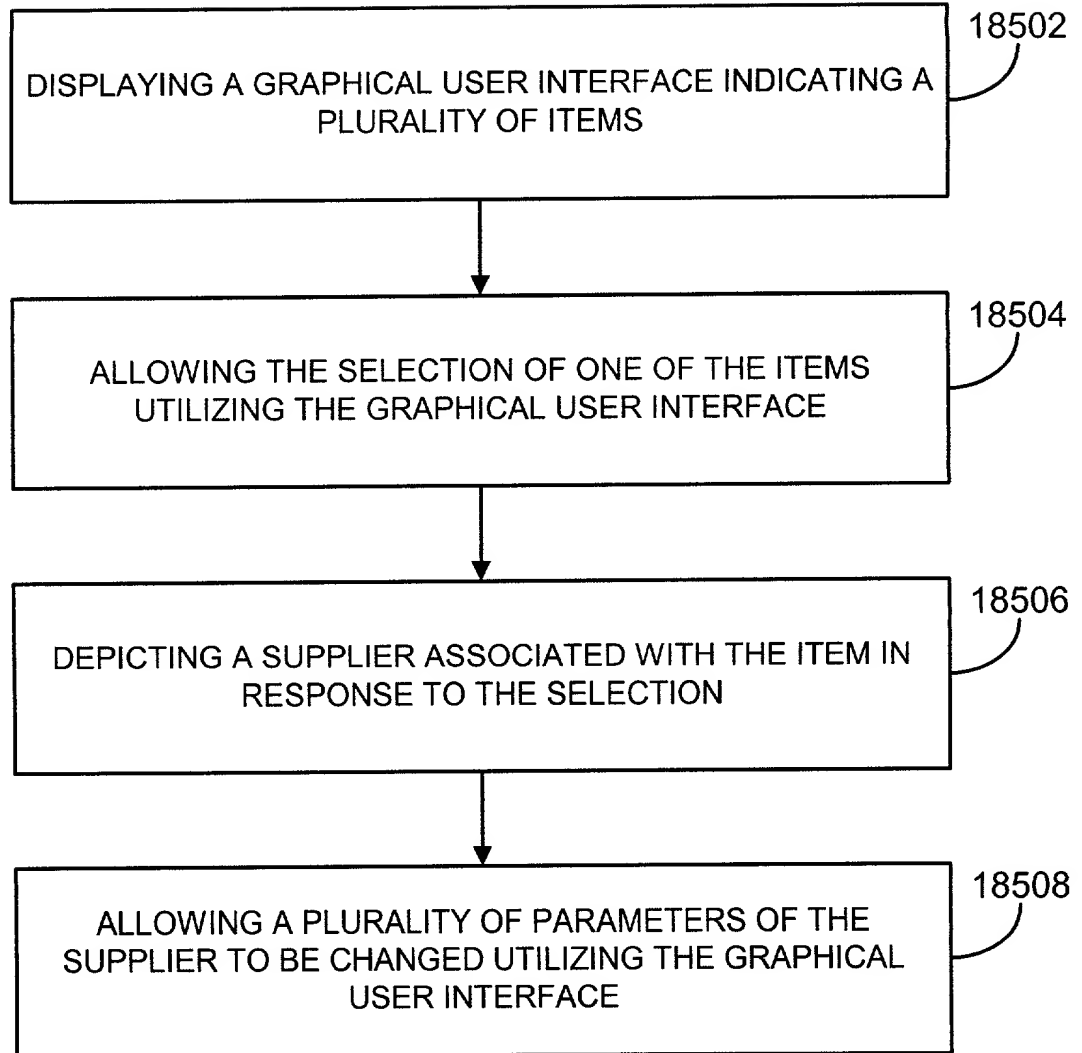 18502
DISPLAYING A GRAPHICAL USER INTERFACE INDICATING A
PLURALITY OF ITEMS
18504
ALLOWING THE SELECTION OF ONE OF THE ITEMS
UTILIZING THE GRAPHICAL USER INTERFACE
18506
DEPICTING A SUPPLIER ASSOCIATED WITH THE ITEM IN
RESPONSE TO THE SELECTION
18508
ALLOWING A PLURALITY OF PARAMETERS OF THE
SUPPLIER TO BE CHANGED UTILIZING THE GRAPHICAL
USER INTERFACE